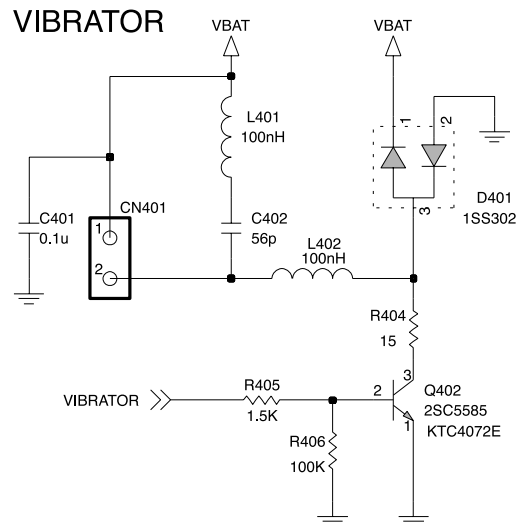 VIBRATOR
VBAT
VBAT
L401
100nH
1
2
D401
1SS302
3
C401
0.1u
CN401
1
2
C402
56p
L402
100nH
R404
15
3
Q402
2SC5585
KTC4072E
2
1
VIBRATOR
R405
1.5K
R406
100K